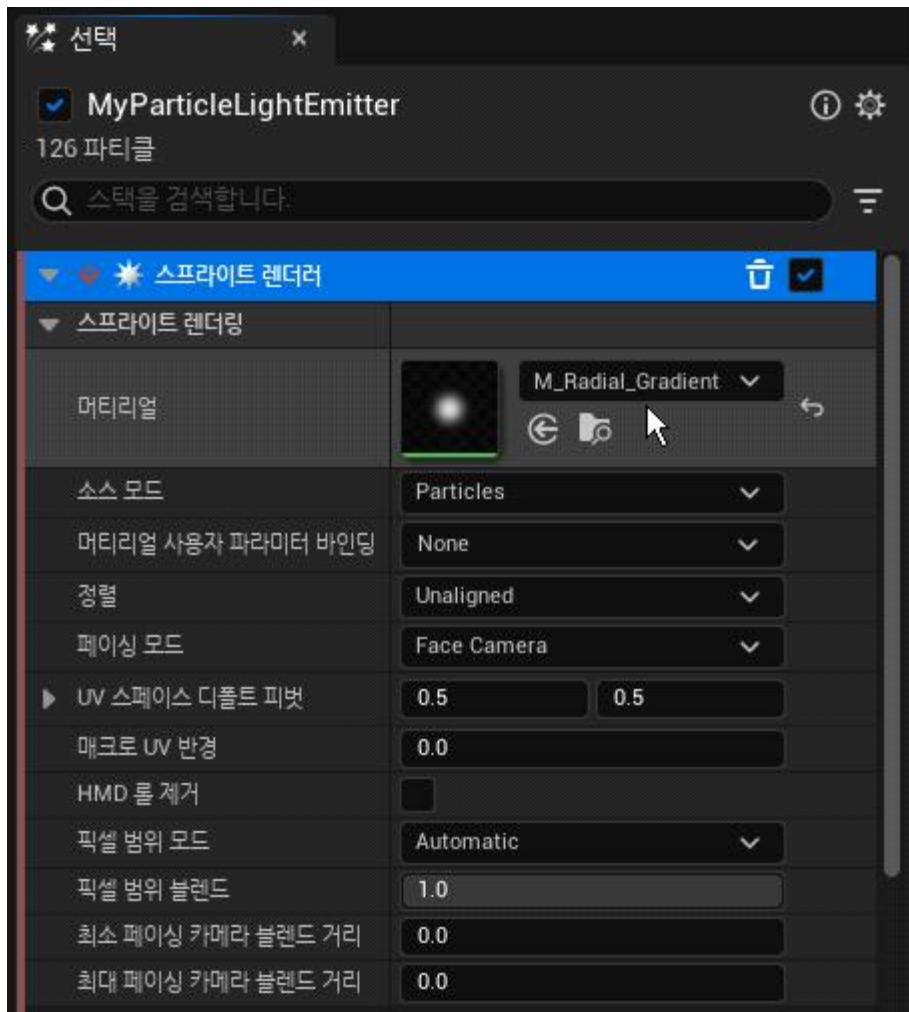 선택
MyParticleLightEmitter
126 파티클
스택을 검색합니다.
스프라이트 렌더러
스프라이트 렌더링
머티리얼 M_Radial_Gradient
소스 모드 Particles
머티리얼 사용자 파라미터 바인딩 None
정렬 Unaligned
페이싱 모드 Face Camera
UV 스페이스 디폴트 피벗 0.5 0.5
매크로 UV 반경 0.0
HMD 롤 제거
픽셀 범위 모드 Automatic
픽셀 범위 블렌드 1.0
최소 페이싱 카메라 블렌드 거리 0.0
최대 페이싱 카메라 블렌드 거리 0.0